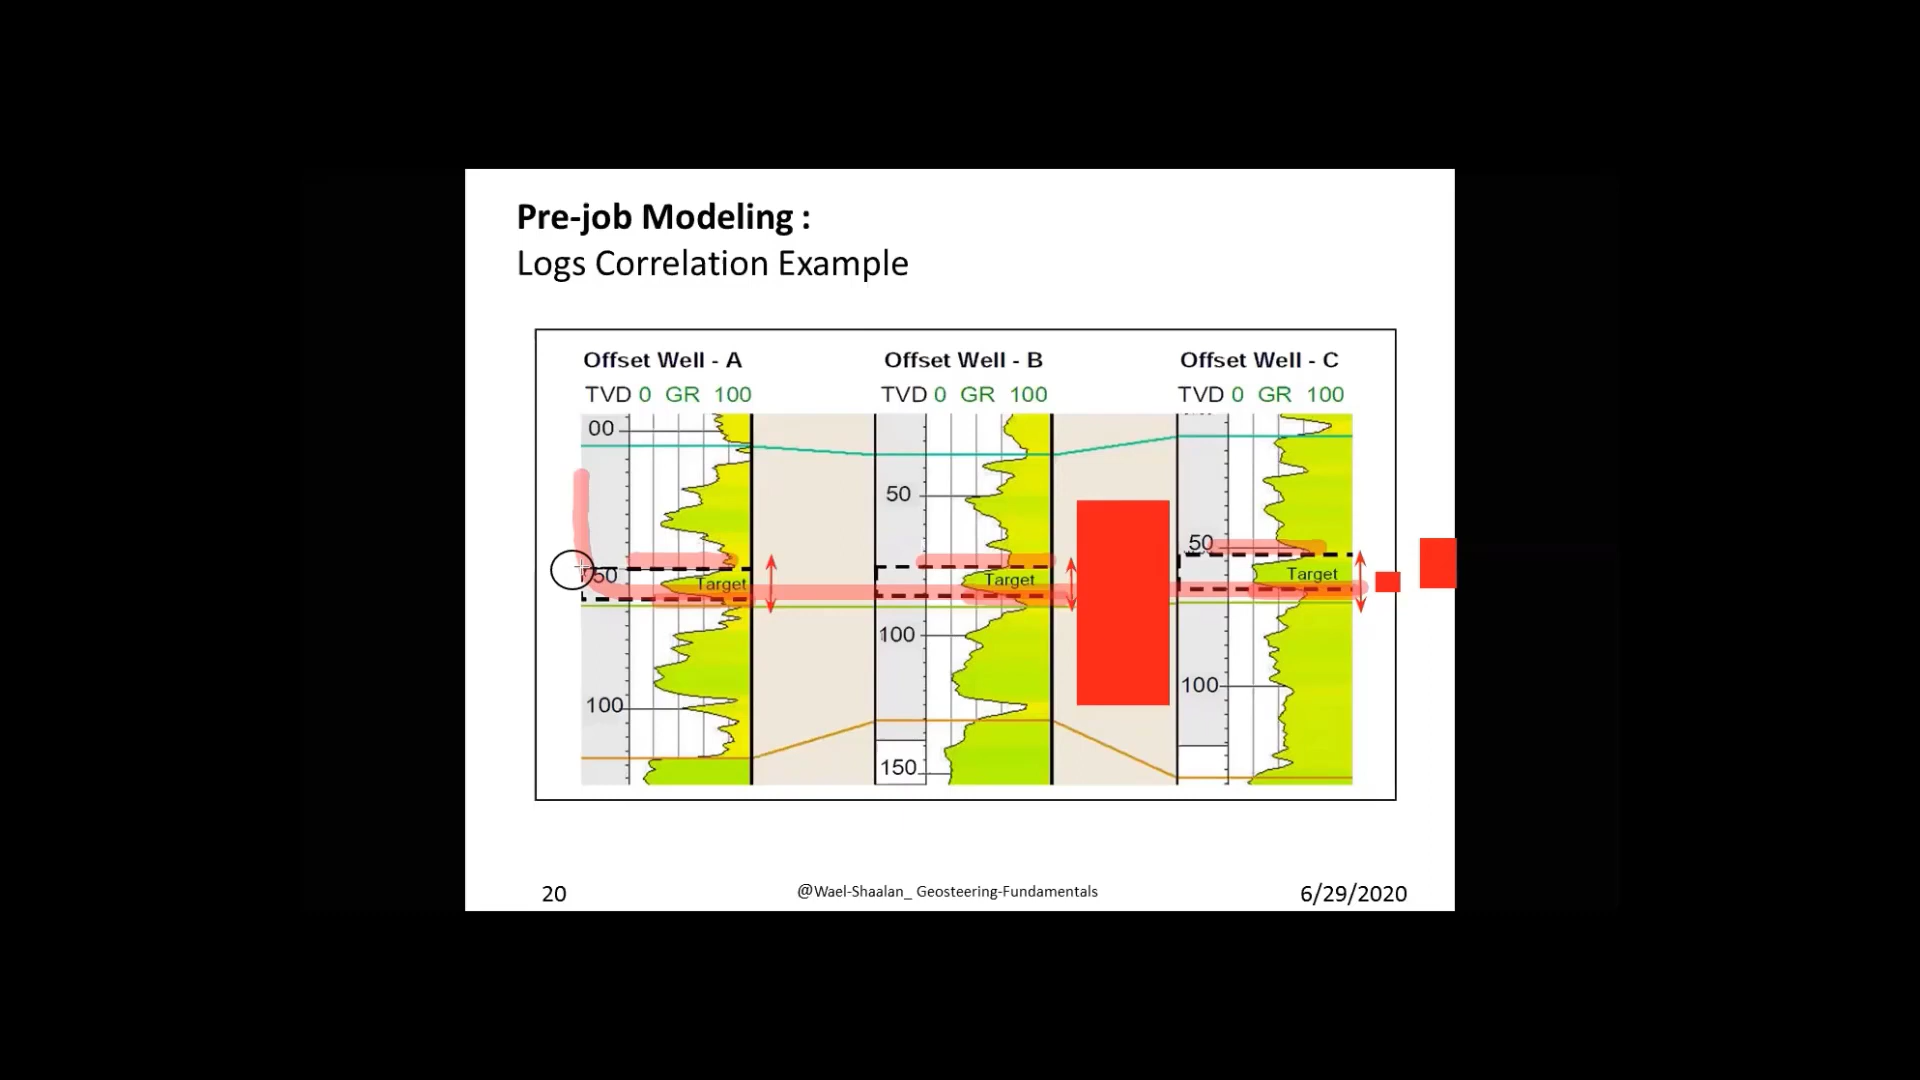 Pre-job Modeling :
Logs Correlation Example
Offset Well - A
TVD 0 GR 100
00
50
Target
100
Offset Well - B
TVD 0 GR 100
50
Target
100
150
Offset Well - C
TVD 0 GR 100
50
Target
100
20
@Wael-Shaalan_ Geosteering-Fundamentals
6/29/2020